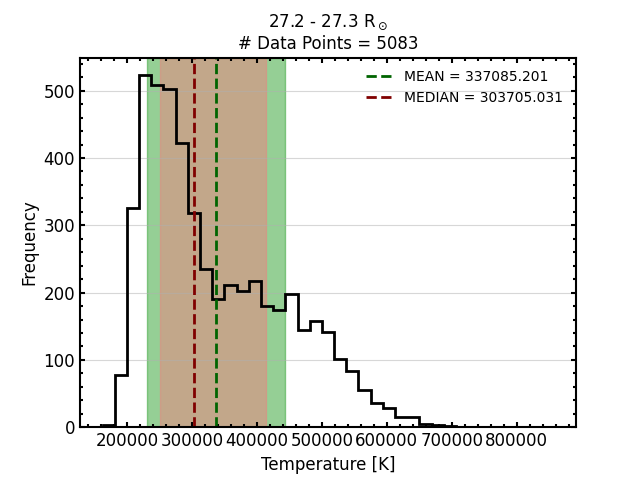 27.2 - 27.3 R⊙
# Data Points = 5083
MEAN = 337085.201
MEDIAN = 303705.031
Frequency
500
400
300
200
100
0
200000 300000 400000 500000 600000 700000 800000
Temperature [K]